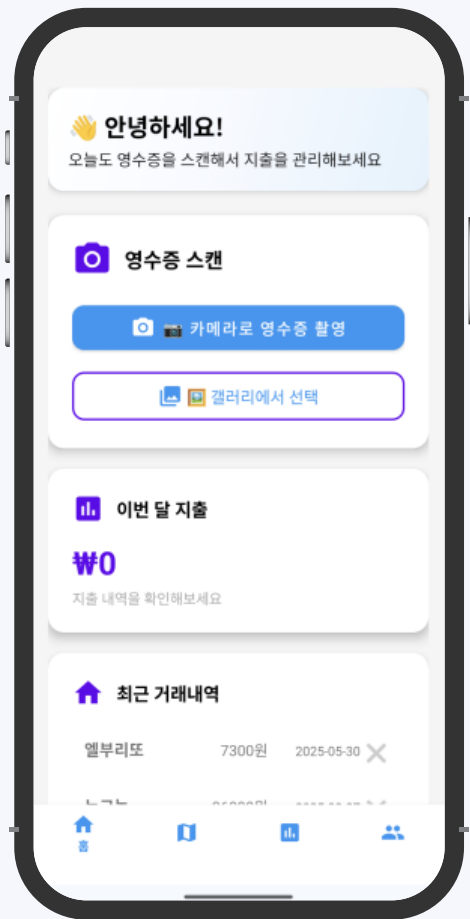 👋 안녕하세요!
오늘도 영수증을 스캔해서 지출을 관리해보세요
영수증 스캔
📷 카메라로 영수증 촬영
🖼️ 갤러리에서 선택
이번 달 지출
₩0
지출 내역을 확인해보세요
최근 거래내역
엘부리또 7300원 2025-05-30
홈